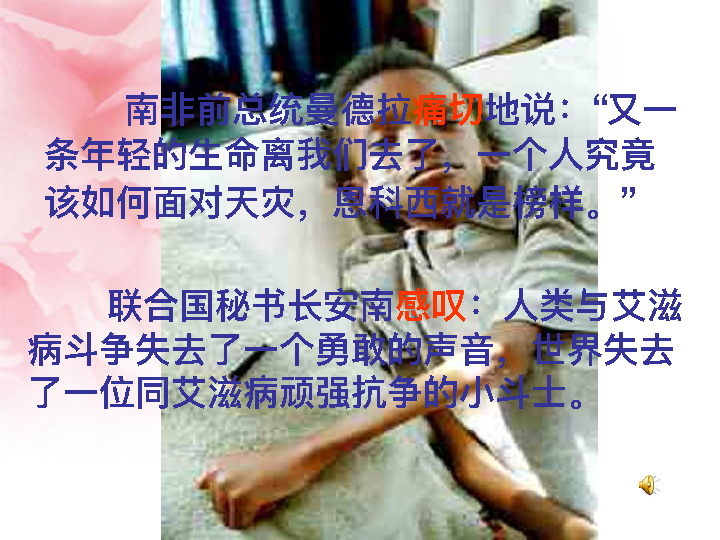 南非前总统曼德拉痛切地说：“又一
条年轻的生命离我们去了，一个人究竟
该如何面对天灾，恩科西就是榜样。”
联合国秘书长安南感叹：人类与艾滋
病斗争失去了一个勇敢的声音，世界失去
了一位同艾滋病顽强抗争的小斗士。